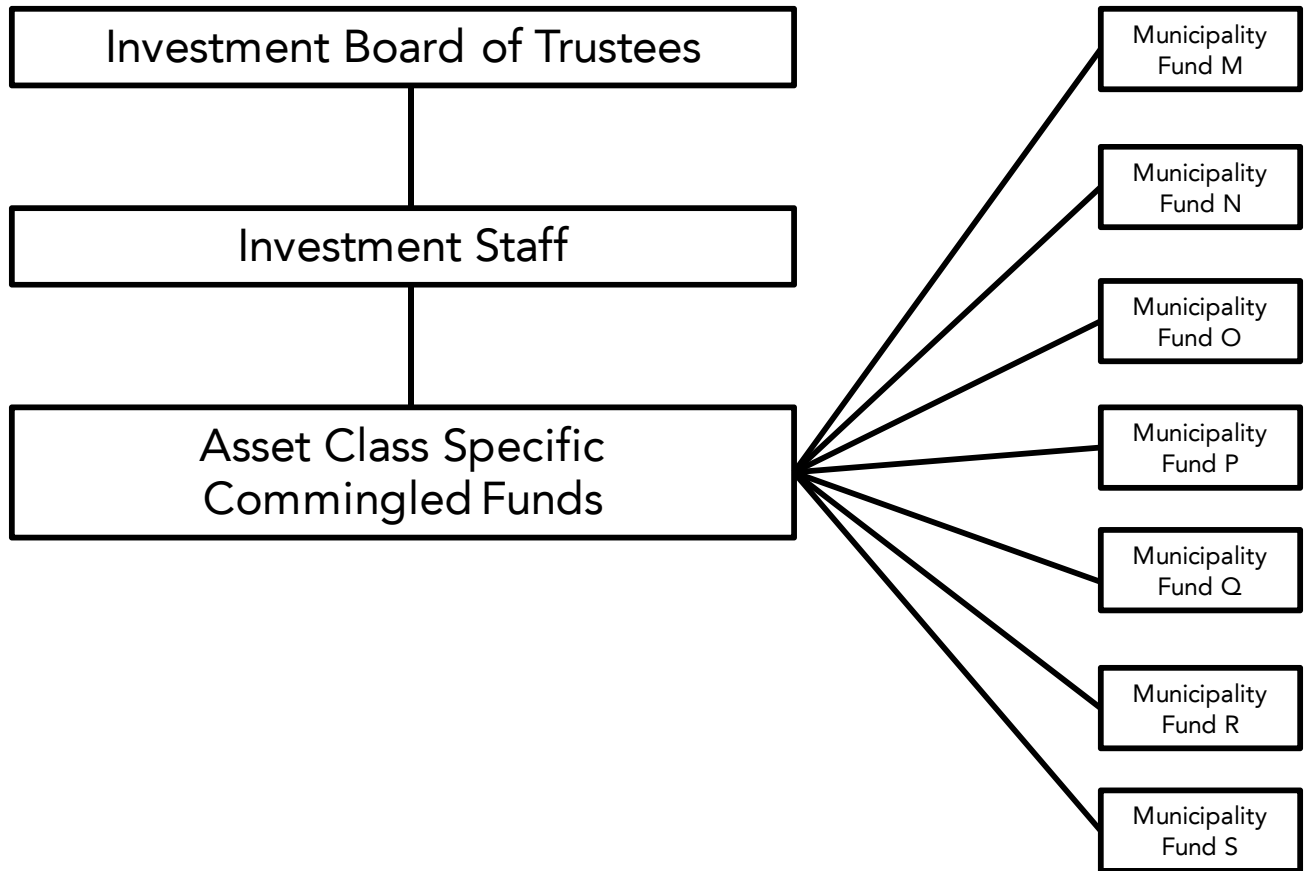 Investment Board of Trustees
Investment Staff
Asset Class Specific
Commingled Funds
Municipality
Fund M
Municipality
Fund N
Municipality
Fund O
Municipality
Fund P
Municipality
Fund Q
Municipality
Fund R
Municipality
Fund S